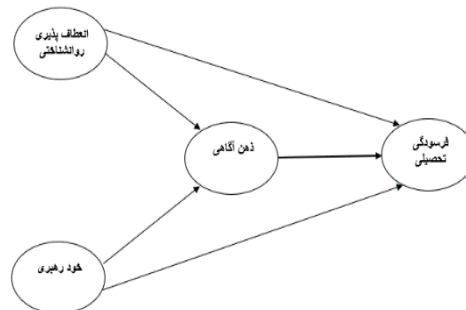 انعطاف پذیری
روانشناختی
ذهن آگاهی
فرسودگی
تحصیلی
خود رهبری